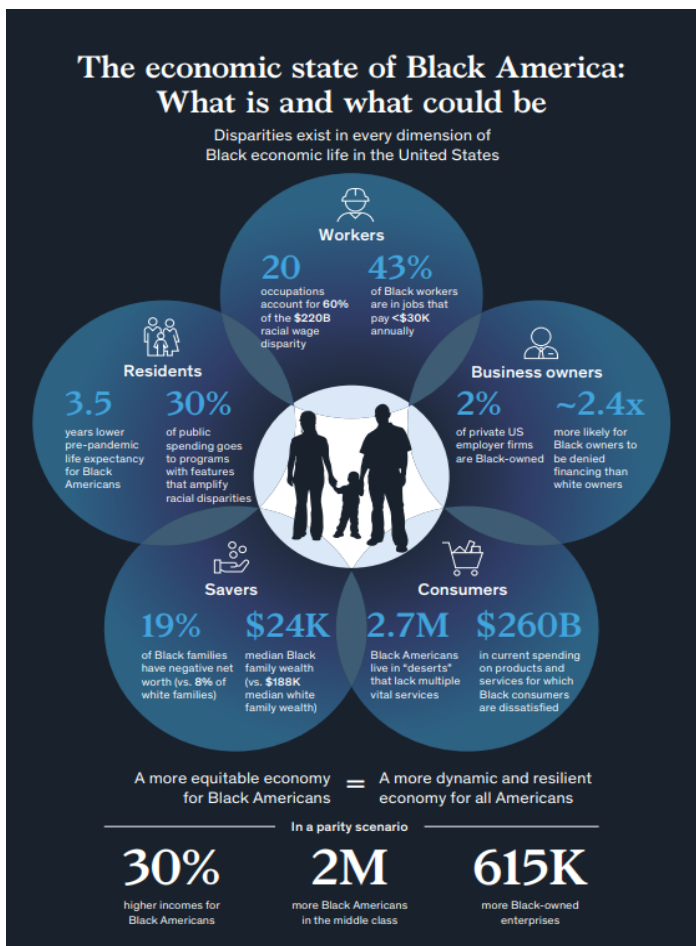 The economic state of Black America:
What is and what could be
Disparities exist in every dimension of
Black economic life in the United States
Workers
20
occupations
account for 60%
of the $220B
racial wage
disparity
43%
of Black workers
are in jobs that
pay <$30K
annually
Residents
3.5
years lower
pre-pandemic
life expectancy
for Black
Americans
30%
of public
spending goes
to programs
with features
that amplify
racial disparities
Business owners
2%
of private US
employer firms
are Black-owned
~2.4x
more likely for
Black owners to
be denied
financing than
white owners
Savers
19%
of Black families
have negative net
worth (vs. 8% of
white families)
$24K
median Black
family wealth
(vs. $188K
median white
family wealth)
Consumers
2.7M
Black Americans
live in "deserts"
that lack multiple
vital services
$260B
in current spending
on products and
services for which
Black consumers
are dissatisfied
A more equitable economy
for Black Americans
=
A more dynamic and resilient
economy for all Americans
In a parity scenario
30%
higher incomes for
Black Americans
2M
more Black Americans
in the middle class
615K
more Black-owned
enterprises